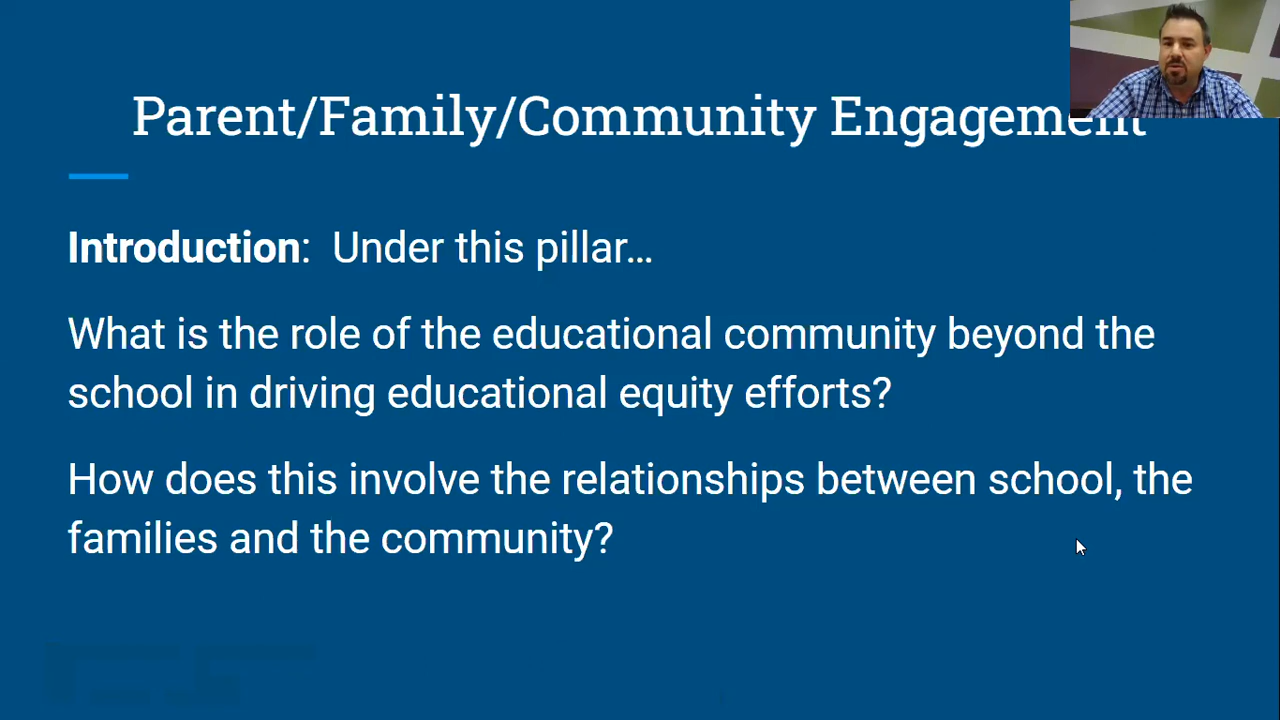 Parent/Family/Community Engagement
Introduction:  Under this pillar...
What is the role of the educational community beyond the
school in driving educational equity efforts?
How does this involve the relationships between school, the
families and the community?